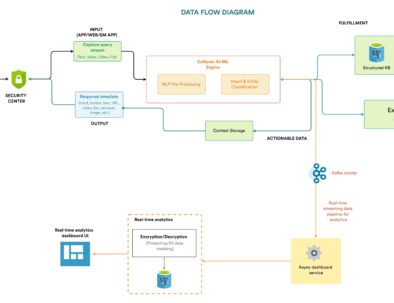 DATA FLOW DIAGRAM
INPUT
(APP/WEB/SM APP)
FULFILLMENT
Capture query
stream
(Text, Voice, Video, File)
AI/ML
Engine
NLP Pre-Processing
Intent & Entity
Classification
Structured KB
SECURITY
CENTER
Response template
(Card, button, text, URL,
video, list, carousel,
image, etc.)
OUTPUT
Context Storage
ACTIONABLE DATA
Ex
Kafka cluster
Real-time
streaming data
pipeline for
analytics
Real-time analytics
Real-time analytics
dashboard UI
Encryption/Decryption
(Protecting PII data
masking)
Async dashboard
service